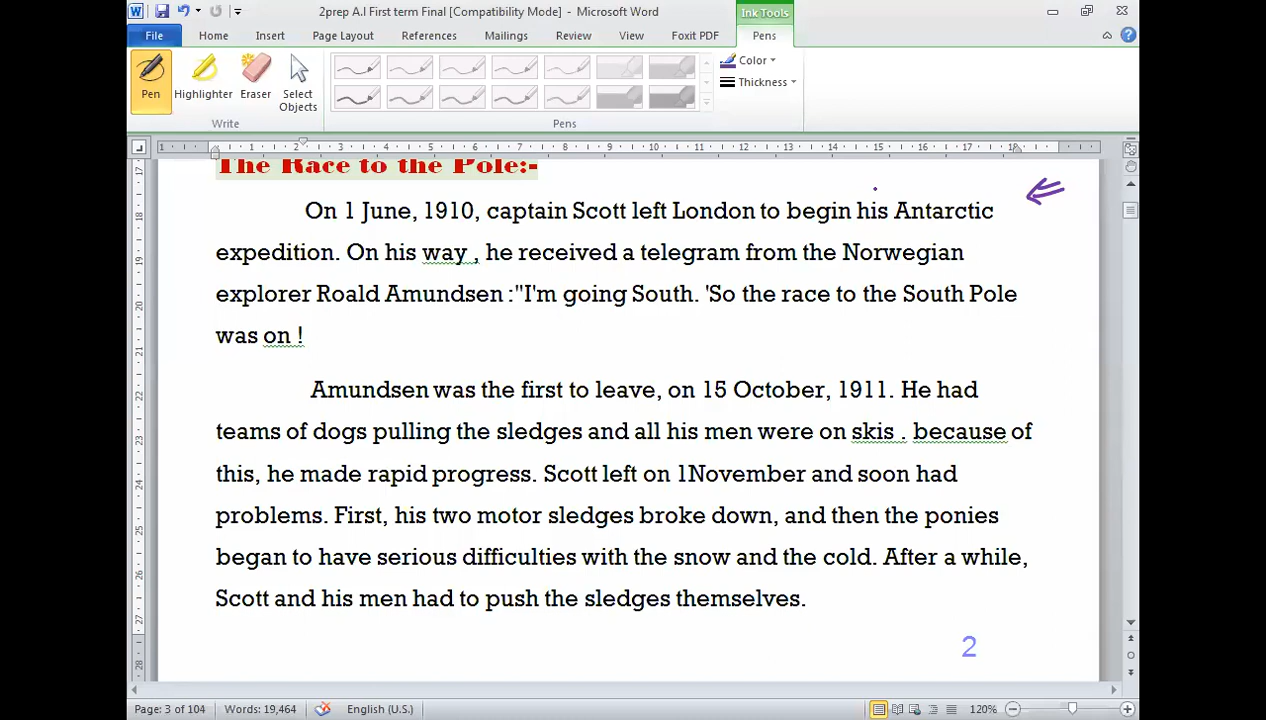 2prep A.I First term Final [Compatibility Mode] - Microsoft Word
Ink Tools
File Home Insert Page Layout References Mailings Review View Foxit PDF Pens
Pen Highlighter Eraser Select Objects
Color
Thickness
Write
Pens
The Race to the Pole:-
On 1 June, 1910, captain Scott left London to begin his Antarctic
expedition. On his way , he received a telegram from the Norwegian
explorer Roald Amundsen :"I'm going South. 'So the race to the South Pole
was on !
Amundsen was the first to leave, on 15 October, 1911. He had
teams of dogs pulling the sledges and all his men were on skis . because of
this, he made rapid progress. Scott left on 1November and soon had
problems. First, his two motor sledges broke down, and then the ponies
began to have serious difficulties with the snow and the cold. After a while,
Scott and his men had to push the sledges themselves.
2
Page: 3 of 104 Words: 19,464 English (U.S.) 120%